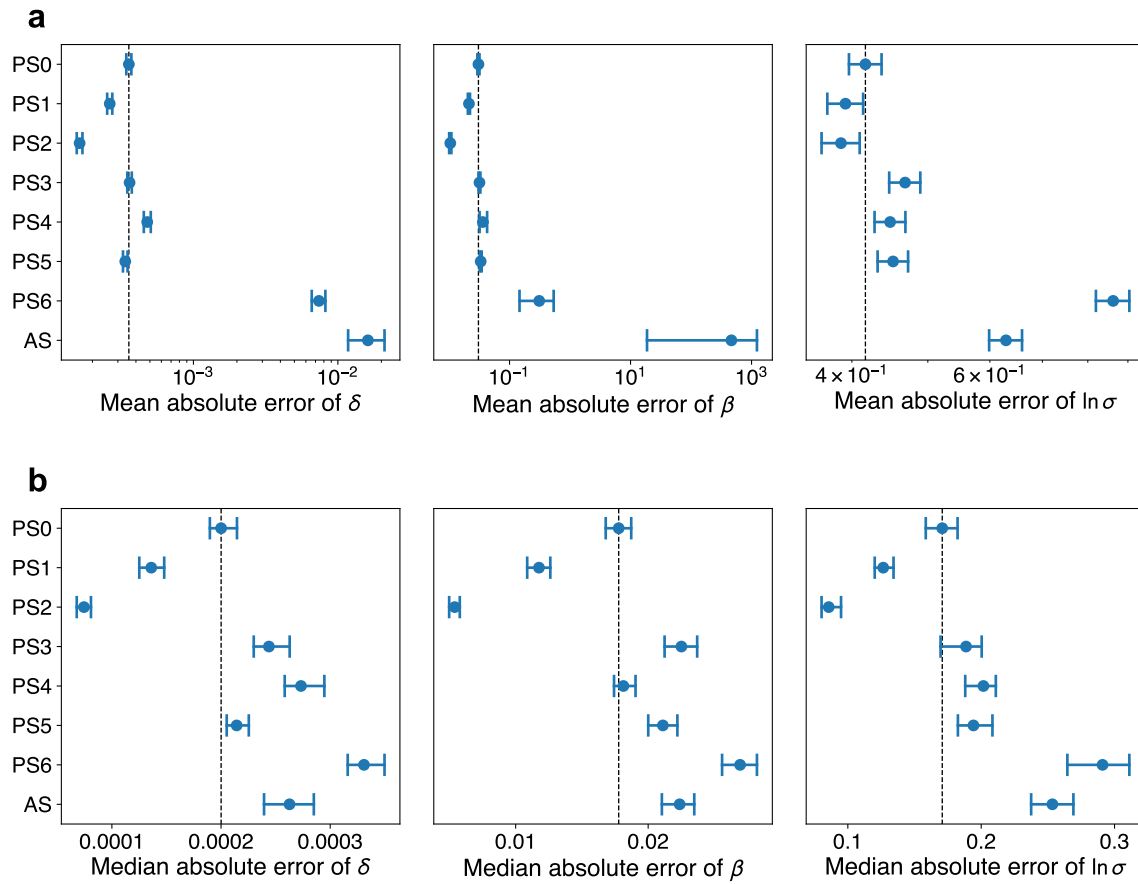 a
PS0
PS1
PS2
PS3
PS4
PS5
PS6
AS
10⁻³ 10⁻²
10⁻¹ 10¹ 10³
4 × 10⁻¹ 6 × 10⁻¹
Mean absolute error of δ
Mean absolute error of β
Mean absolute error of ln σ
b
PS0
PS1
PS2
PS3
PS4
PS5
PS6
AS
0.0001 0.0002 0.0003
0.01 0.02
0.1 0.2 0.3
Median absolute error of δ
Median absolute error of β
Median absolute error of ln σ